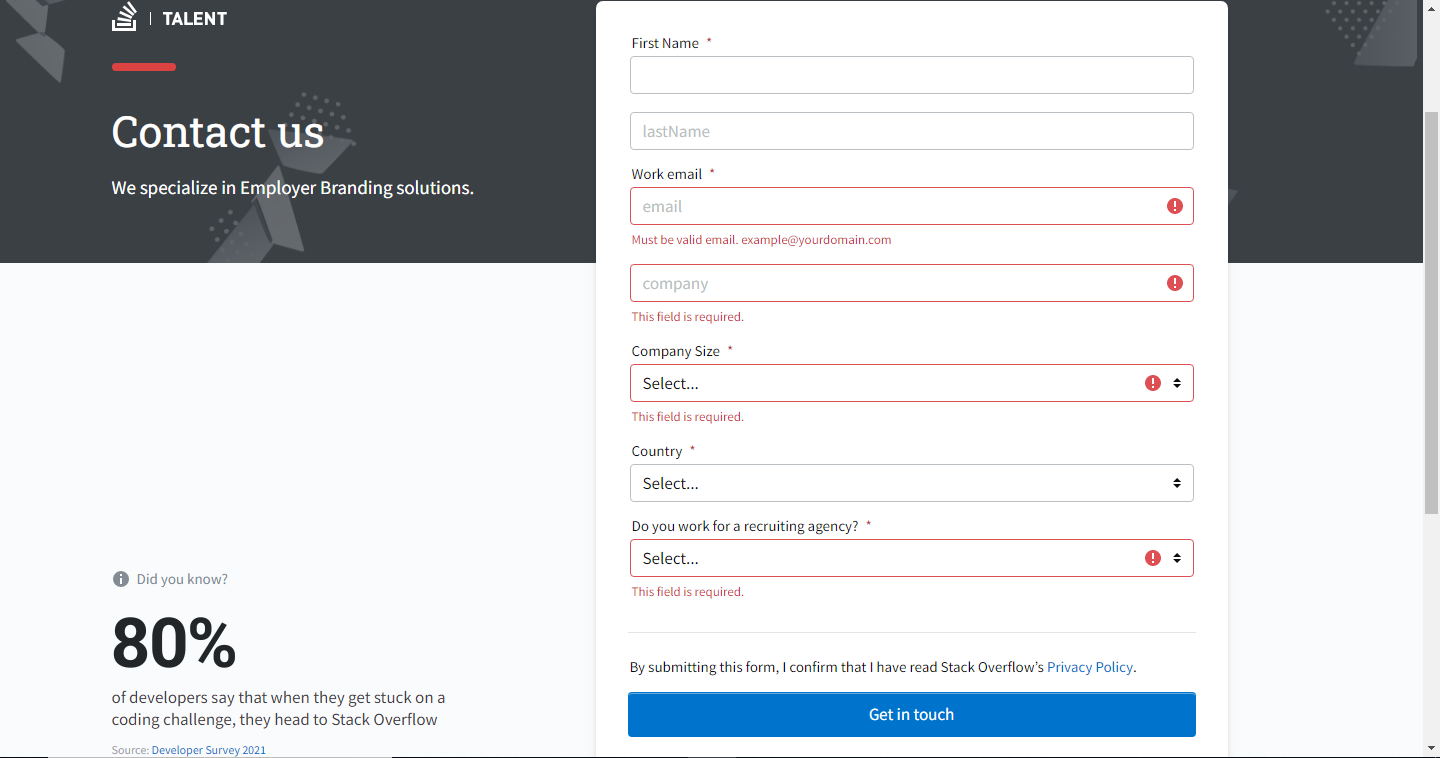 TALENT
Contact us
We specialize in Employer Branding solutions.
Did you know?
80%
of developers say that when they get stuck on a
coding challenge, they head to Stack Overflow
Source: Developer Survey 2021
First Name *
lastName
Work email *
email
Must be valid email. example@yourdomain.com
company
This field is required.
Company Size *
Select...
This field is required.
Country *
Select...
Do you work for a recruiting agency? *
Select...
This field is required.
By submitting this form, I confirm that I have read Stack Overflow's Privacy Policy.
Get in touch